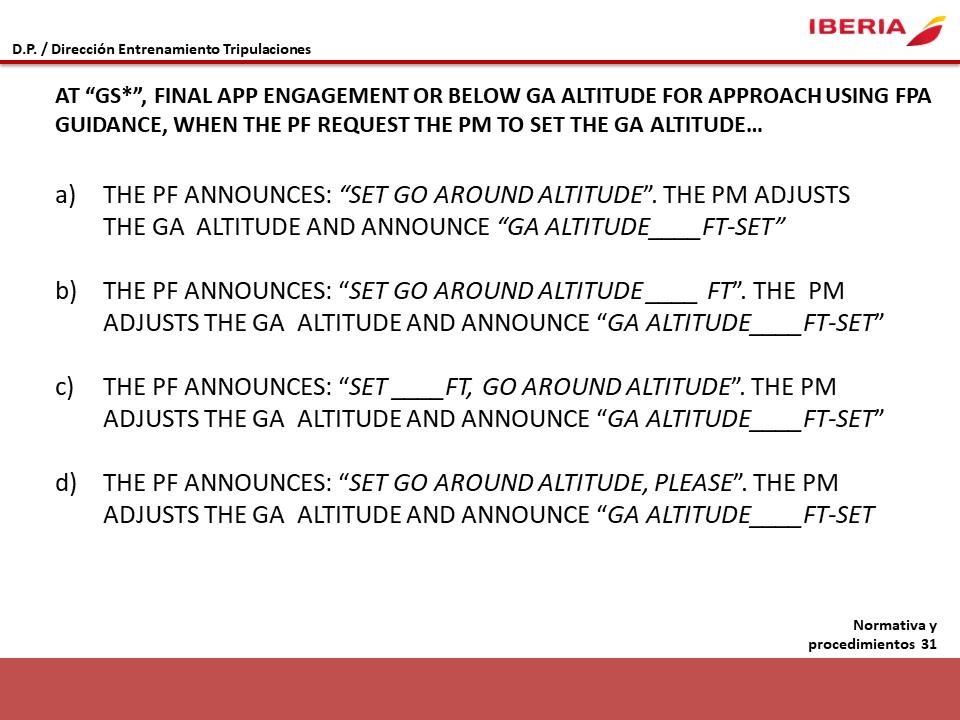 IBERIA
D.P. / Dirección Entrenamiento Tripulaciones
AT “GS*”, FINAL APP ENGAGEMENT OR BELOW GA ALTITUDE FOR APPROACH USING FPA
GUIDANCE, WHEN THE PF REQUEST THE PM TO SET THE GA ALTITUDE…
a) THE PF ANNOUNCES: “SET GO AROUND ALTITUDE”. THE PM ADJUSTS
THE GA ALTITUDE AND ANNOUNCE “GA ALTITUDE____FT-SET”
b) THE PF ANNOUNCES: “SET GO AROUND ALTITUDE ____ FT”. THE PM
ADJUSTS THE GA ALTITUDE AND ANNOUNCE “GA ALTITUDE____FT-SET”
c) THE PF ANNOUNCES: “SET ____FT, GO AROUND ALTITUDE”. THE PM
ADJUSTS THE GA ALTITUDE AND ANNOUNCE “GA ALTITUDE____FT-SET”
d) THE PF ANNOUNCES: “SET GO AROUND ALTITUDE, PLEASE”. THE PM
ADJUSTS THE GA ALTITUDE AND ANNOUNCE “GA ALTITUDE____FT-SET
Normativa y
procedimientos 31